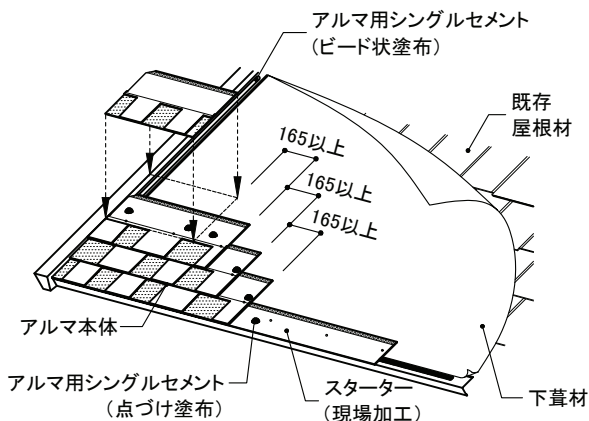 アルマ用シングルセメント
(ビード状塗布)
既存
屋根材
165以上
165以上
165以上
アルマ本体
アルマ用シングルセメント
(点づけ塗布)
スターター
(現場加工)
下葺材